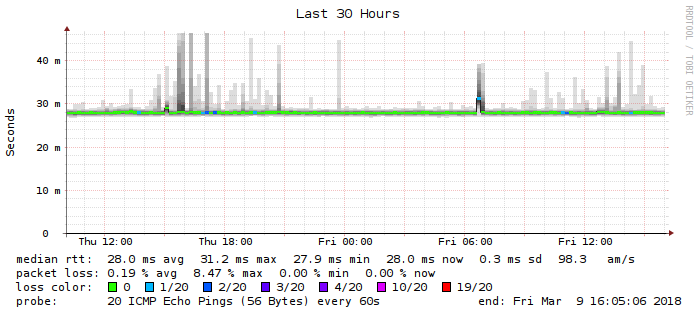 Last 30 Hours
RRDTOOL / TOBI OETIKER
Seconds
40 m
30 m
20 m
10 m
0
Thu 12:00 Thu 18:00 Fri 00:00 Fri 06:00 Fri 12:00
median rtt: 28.0 ms avg 31.2 ms max 27.9 ms min 28.0 ms now 0.3 ms sd 98.3 am/s
packet loss: 0.19 % avg 8.47 % max 0.00 % min 0.00 % now
loss color: 0 1/20 2/20 3/20 4/20 10/20 19/20
probe: 20 ICMP Echo Pings (56 Bytes) every 60s end: Fri Mar 9 16:05:06 2018